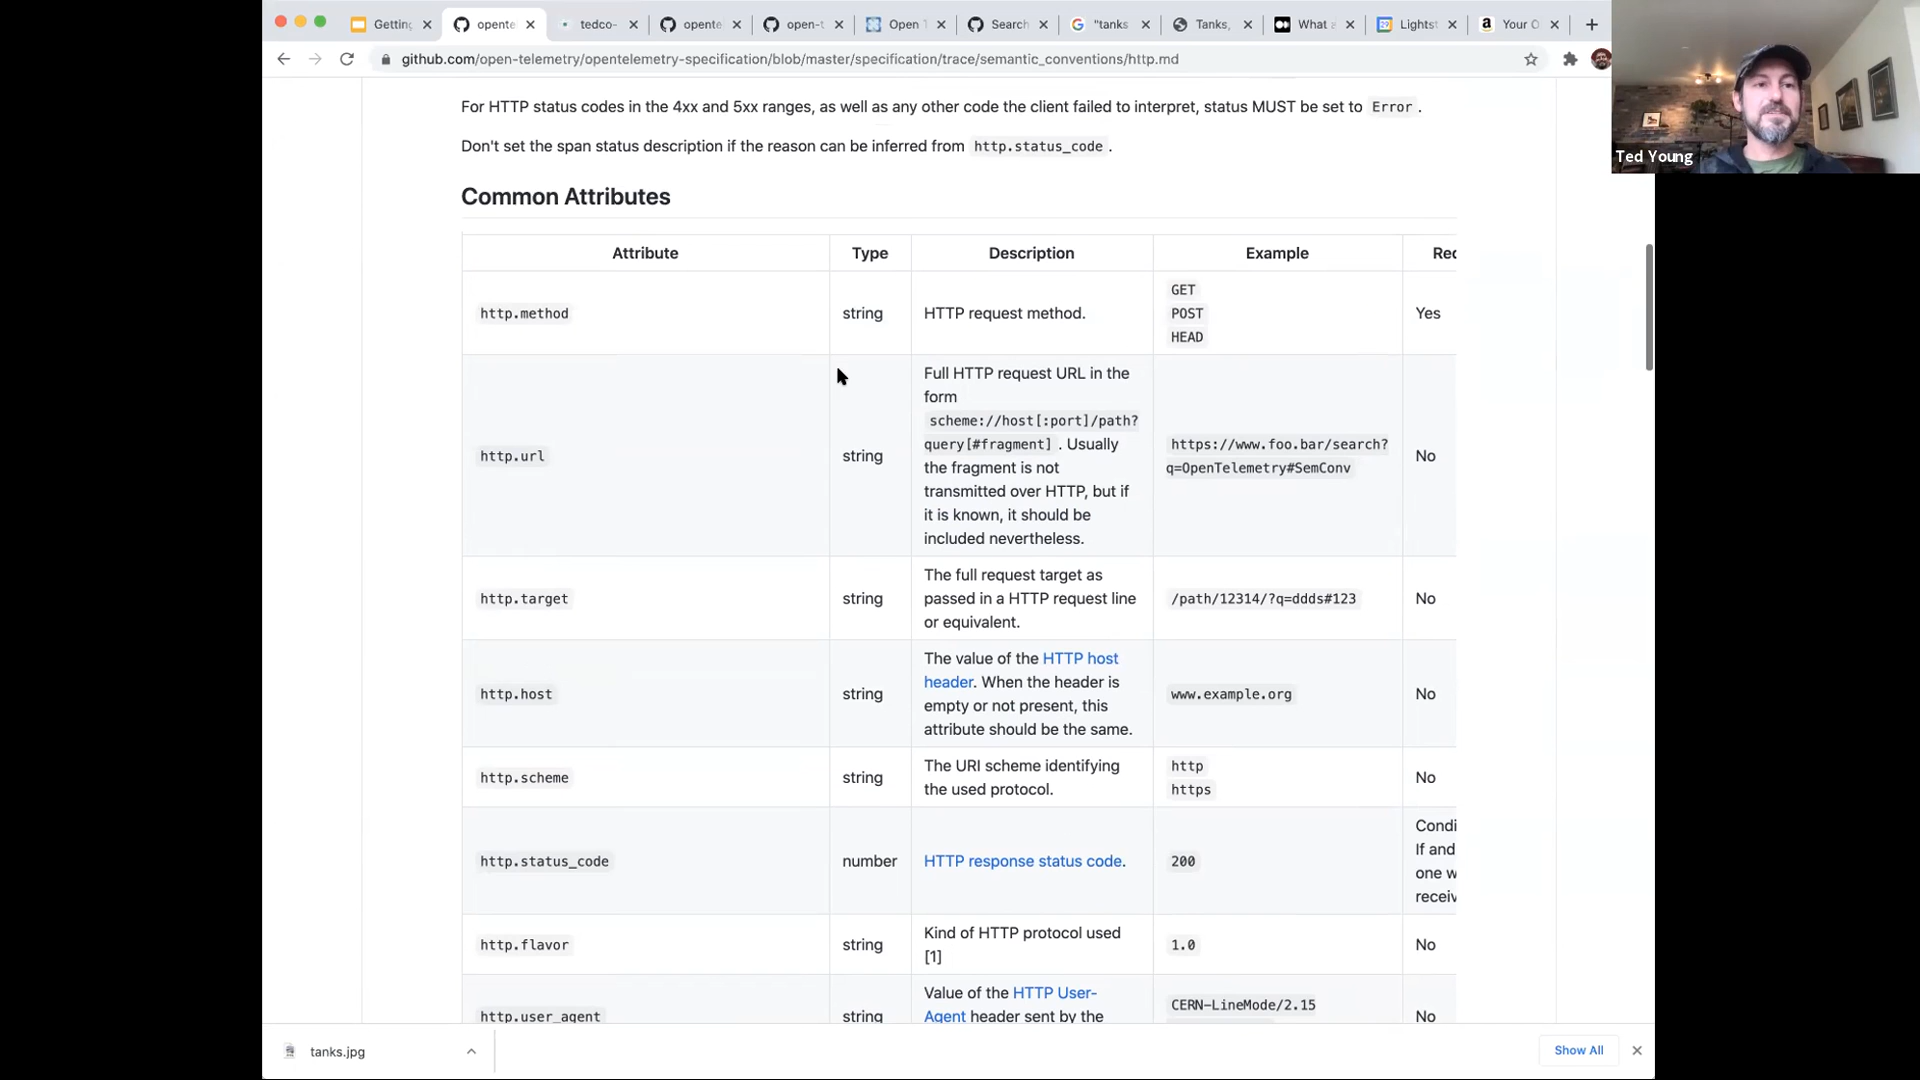 Getting
opente
tedco-
opente
open-t
Open T
Search
"tanks
Tanks,
What a
Lightst
Your O
github.com/open-telemetry/opentelemetry-specification/blob/master/specification/trace/semantic_conventions/http.md
Ted Young
For HTTP status codes in the 4xx and 5xx ranges, as well as any other code the client failed to interpret, status MUST be set to Error .
Don't set the span status description if the reason can be inferred from http.status_code .
Common Attributes
Attribute Type Description Example Rec
http.method string HTTP request method. GET
POST
HEAD
Yes
http.url string Full HTTP request URL in the
form
scheme://host[:port]/path?
query[#fragment] . Usually
the fragment is not
transmitted over HTTP, but if
it is known, it should be
included nevertheless.
https://www.foo.bar/search?
q=OpenTelemetry#SemConv
No
http.target string The full request target as
passed in a HTTP request line
or equivalent.
/path/12314/?q=ddds#123 No
http.host string The value of the HTTP host
header. When the header is
empty or not present, this
attribute should be the same.
www.example.org No
http.scheme string The URI scheme identifying
the used protocol.
http
https
No
http.status_code number HTTP response status code. 200 Condi
If and
one w
receiv
http.flavor string Kind of HTTP protocol used
[1]
1.0 No
http.user_agent string Value of the HTTP User-
Agent header sent by the
CERN-LineMode/2.15
No
tanks.jpg
Show All